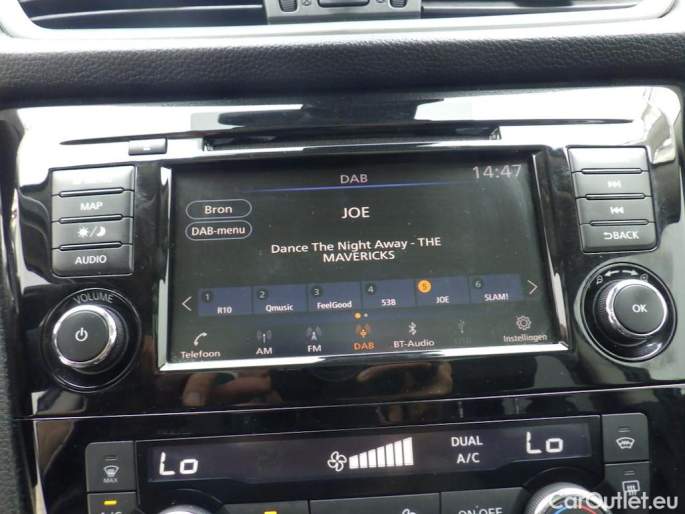 DAB
14:47
Bron
JOE
DAB-menu
Dance The Night Away - THE
MAVERICKS
MAP
AUDIO
BACK
VOLUME
OK
1 R10
2 Qmusic
3 FeelGood
4 538
5 JOE
6 SLAM!
Telefoon
AM
FM
DAB
BT-Audio
Instellingen
Lo
DUAL
A/C
Lo
MAX
A/C
ON/OFF
CarOutlet.eu